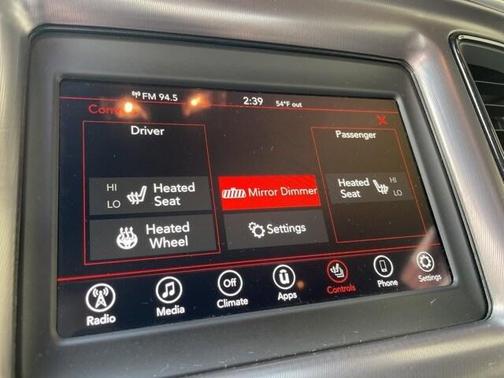 FM 94.5 2:39 54°F out
Controls X
Driver
Passenger
HI
LO
Heated
Seat
Mirror Dimmer
Heated
Seat
HI
LO
Heated
Wheel
Settings
Radio
Media
Off
Climate
Apps
Controls
Phone
Settings